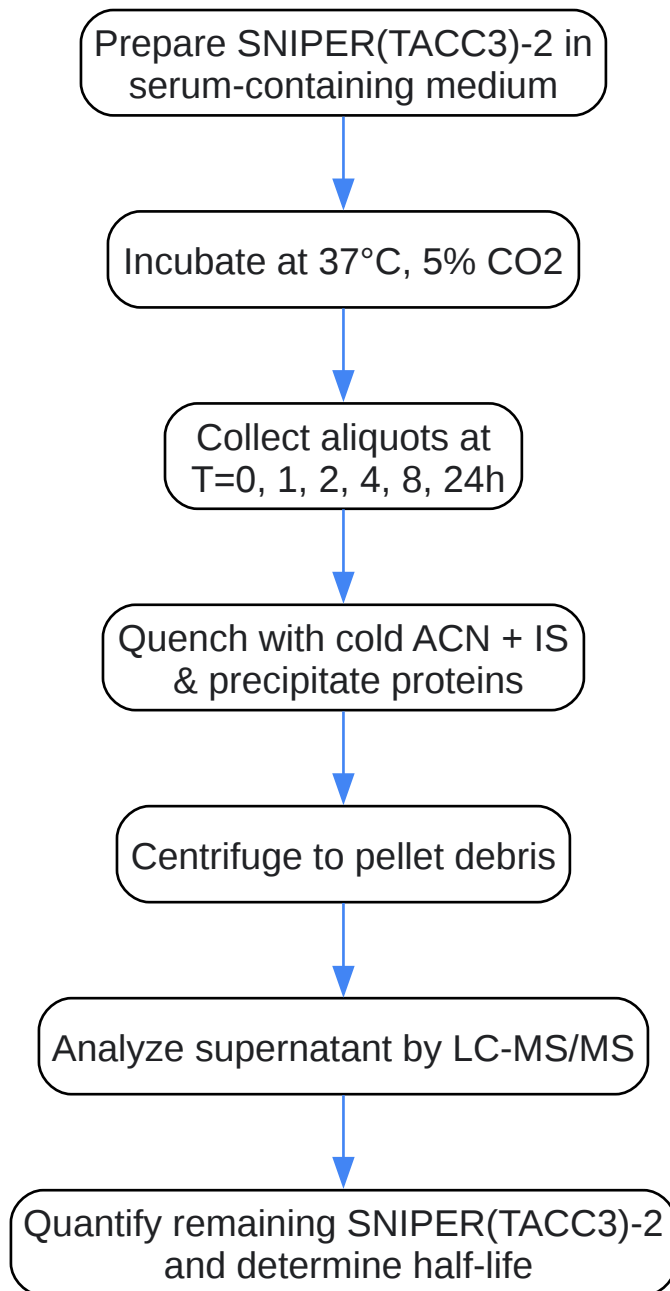 Prepare SNIPER(TACC3)-2 in
serum-containing medium
Incubate at 37°C, 5% CO2
Collect aliquots at
T=0, 1, 2, 4, 8, 24h
Quench with cold ACN + IS
& precipitate proteins
Centrifuge to pellet debris
Analyze supernatant by LC-MS/MS
Quantify remaining SNIPER(TACC3)-2
and determine half-life